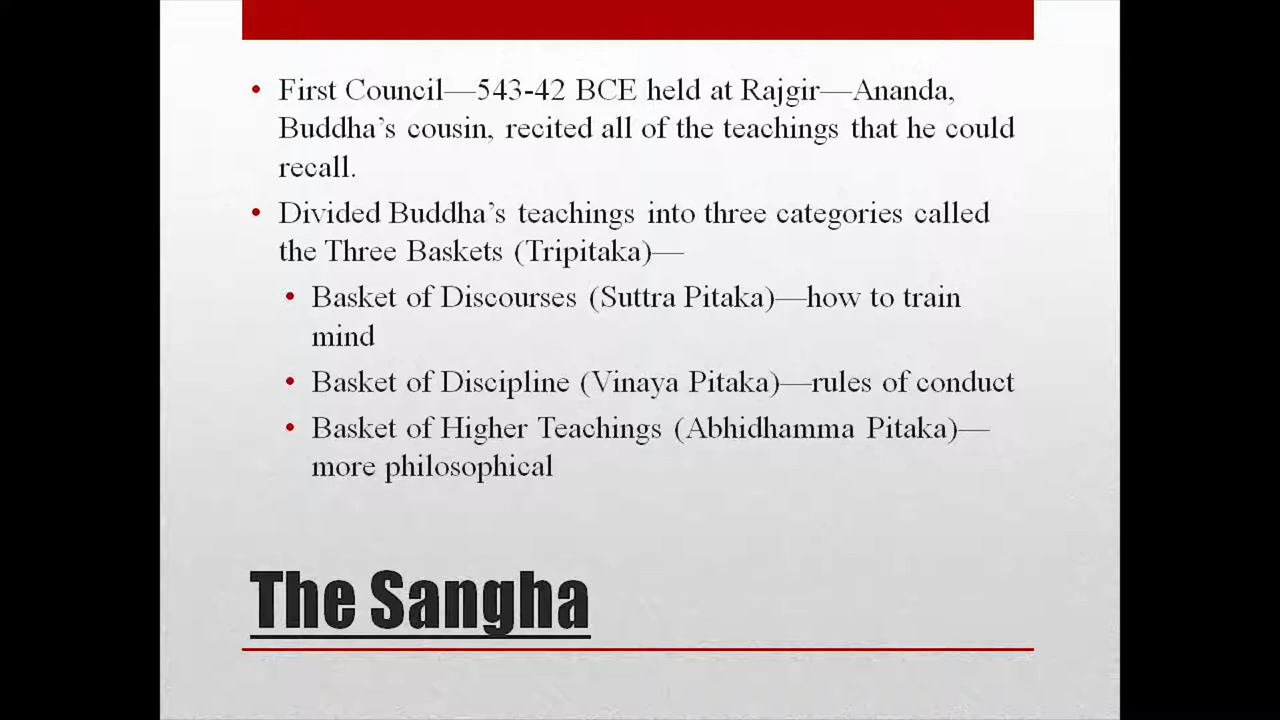 • First Council—543-42 BCE held at Rajgir—Ananda,
Buddha's cousin, recited all of the teachings that he could
recall.
• Divided Buddha's teachings into three categories called
the Three Baskets (Tripitaka)—
• Basket of Discourses (Suttra Pitaka)—how to train
mind
• Basket of Discipline (Vinaya Pitaka)—rules of conduct
• Basket of Higher Teachings (Abhidhamma Pitaka)—
more philosophical
The Sangha